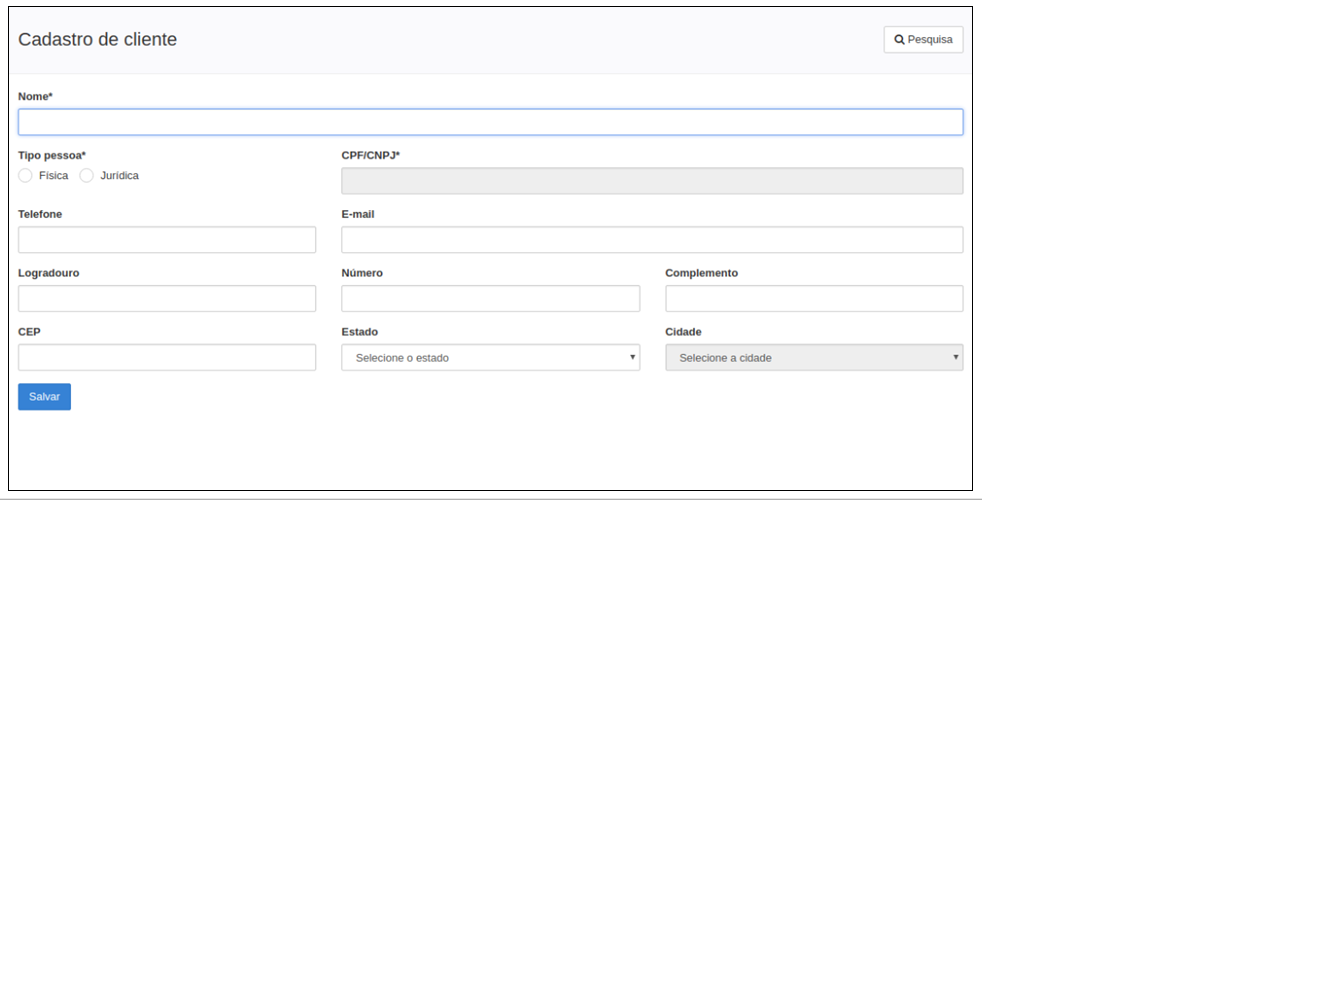 Cadastro de cliente
Pesquisa
Nome*
Tipo pessoa*
CPF/CNPJ*
Física
Jurídica
Telefone
E-mail
Logradouro
Número
Complemento
CEP
Estado
Cidade
Selecione o estado
Selecione a cidade
Salvar